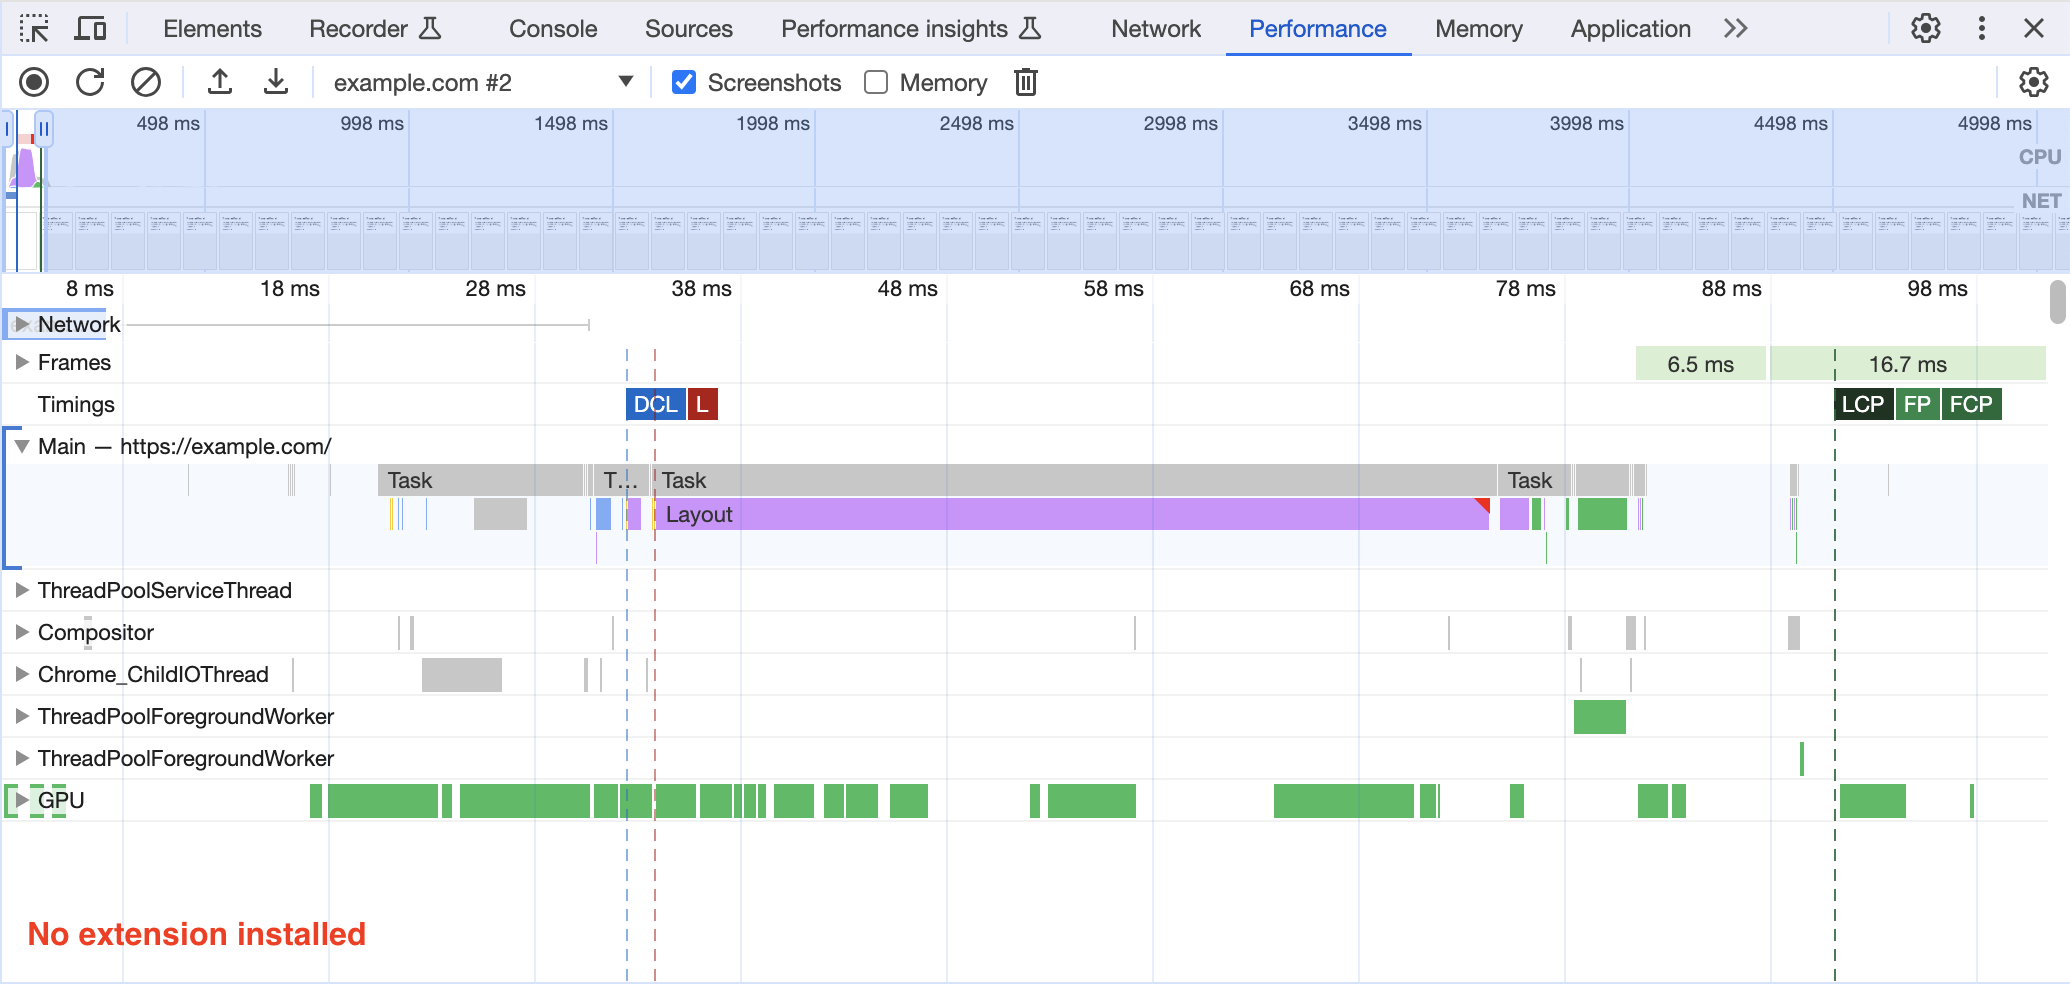 Elements Recorder Console Sources Performance insights Network Performance Memory Application
example.com #2 Screenshots Memory
498 ms 998 ms 1498 ms 1998 ms 2498 ms 2998 ms 3498 ms 3998 ms 4498 ms 4998 ms
CPU
NET
8 ms 18 ms 28 ms 38 ms 48 ms 58 ms 68 ms 78 ms 88 ms 98 ms
Network
Frames 6.5 ms 16.7 ms
Timings DCL L LCP FP FCP
Main — https://example.com/
Task T... Task Task
Layout
ThreadPoolServiceThread
Compositor
Chrome_ChildIOThread
ThreadPoolForegroundWorker
ThreadPoolForegroundWorker
GPU
No extension installed